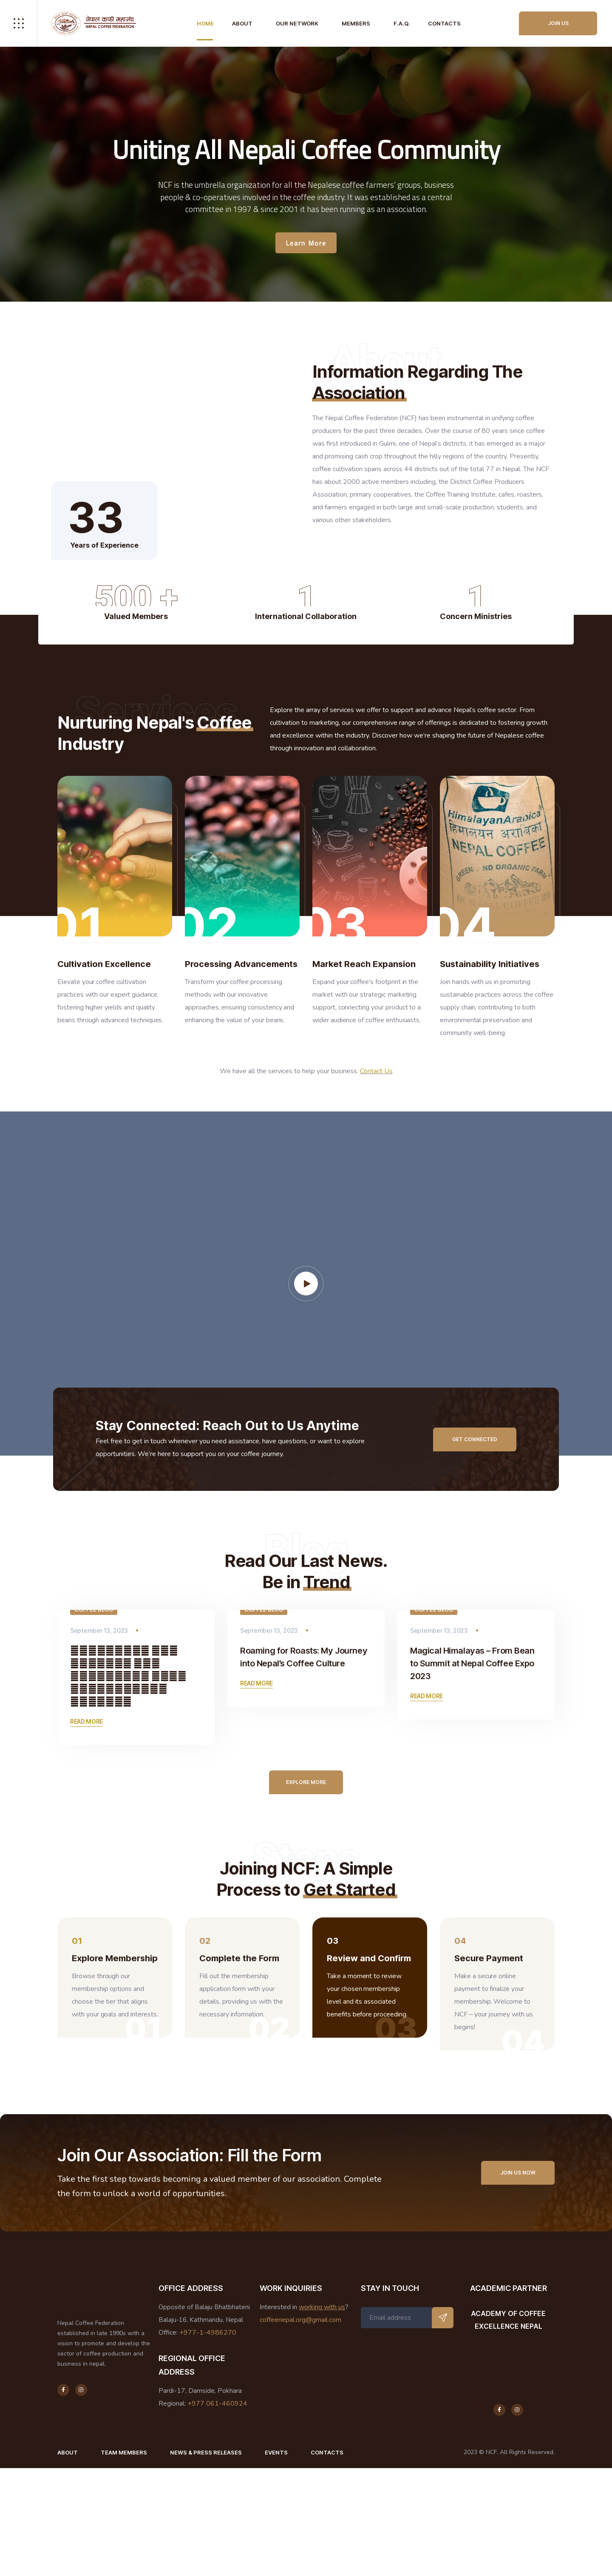 नेपाल कफी महासंघ
NEPAL COFFEE FEDERATION
HOME
ABOUT
OUR NETWORK
MEMBERS
F.A.Q.
CONTACTS
JOIN US
Uniting All Nepali Coffee Community
NCF is the umbrella organization for all the Nepalese coffee farmers' groups, business
people & co-operatives involved in the coffee industry. It was established as a central
committee in 1997 & since 2001 it has been running as an association.
Learn More
About
Information Regarding The
Association
The Nepal Coffee Federation (NCF) has been instrumental in unifying coffee
producers for the past three decades. Over the course of 80 years since coffee
was first introduced in Gulmi, one of Nepal's districts, it has emerged as a major
and promising cash crop throughout the hilly regions of the country. Presently,
coffee cultivation spans across 44 districts out of the total 77 in Nepal. The NCF
has about 2000 active members including, the District Coffee Producers
Association, primary cooperatives, the Coffee Training Institute, cafes, roasters,
and farmers engaged in both large and small-scale production, students, and
various other stakeholders.
33
Years of Experience
500 +
Valued Members
1
International Collaboration
1
Concern Ministries
Services
Nurturing Nepal's Coffee
Industry
Explore the array of services we offer to support and advance Nepal's coffee sector. From
cultivation to marketing, our comprehensive range of offerings is dedicated to fostering growth
and excellence within the industry. Discover how we're shaping the future of Nepalese coffee
through innovation and collaboration.
01
02
03
HimalayanArabica
हिमालयन अराबिका
NEPAL COFFEE
GREEN AND ORGANIC FARM
04
Cultivation Excellence
Elevate your coffee cultivation
practices with our expert guidance,
fostering higher yields and quality
beans through advanced techniques.
Processing Advancements
Transform your coffee processing
methods with our innovative
approaches, ensuring consistency and
enhancing the value of your beans.
Market Reach Expansion
Expand your coffee's footprint in the
market with our strategic marketing
support, connecting your product to a
wider audience of coffee enthusiasts.
Sustainability Initiatives
Join hands with us in promoting
sustainable practices across the coffee
supply chain, contributing to both
environmental preservation and
community well-being.
We have all the services to help your business. Contact Us
Stay Connected: Reach Out to Us Anytime
Feel free to get in touch whenever you need assistance, have questions, or want to explore
opportunities. We're here to support you on your coffee journey.
GET CONNECTED
Blog
Read Our Last News.
Be in Trend
September 13, 2023
READ MORE
September 13, 2023
Roaming for Roasts: My Journey
into Nepal's Coffee Culture
READ MORE
September 13, 2023
Magical Himalayas – From Bean
to Summit at Nepal Coffee Expo
2023
READ MORE
EXPLORE MORE
Steps
Joining NCF: A Simple
Process to Get Started
01
Explore Membership
Browse through our
membership options and
choose the tier that aligns
with your goals and interests.
01
02
Complete the Form
Fill out the membership
application form with your
details, providing us with the
necessary information.
02
03
Review and Confirm
Take a moment to review
your chosen membership
level and its associated
benefits before proceeding.
03
04
Secure Payment
Make a secure online
payment to finalize your
membership. Welcome to
NCF – your journey with us
begins!
04
Join Our Association: Fill the Form
Take the first step towards becoming a valued member of our association. Complete
the form to unlock a world of opportunities.
JOIN US NOW
Nepal Coffee Federation
established in late 1990s with a
vision to promote and develop the
sector of coffee production and
business in nepal.
OFFICE ADDRESS
Opposite of Balaju Bhatbhateni
Balaju-16, Kathmandu, Nepal
Office: +977-1-4986270
REGIONAL OFFICE
ADDRESS
Pardi-17, Damside, Pokhara
Regional: +977 061-460924
WORK INQUIRIES
Interested in working with us?
coffeenepal.org@gmail.com
STAY IN TOUCH
Email address
ACADEMIC PARTNER
ACADEMY OF COFFEE
EXCELLENCE NEPAL
ABOUT
TEAM MEMBERS
NEWS & PRESS RELEASES
EVENTS
CONTACTS
2023 © NCF. All Rights Reserved.